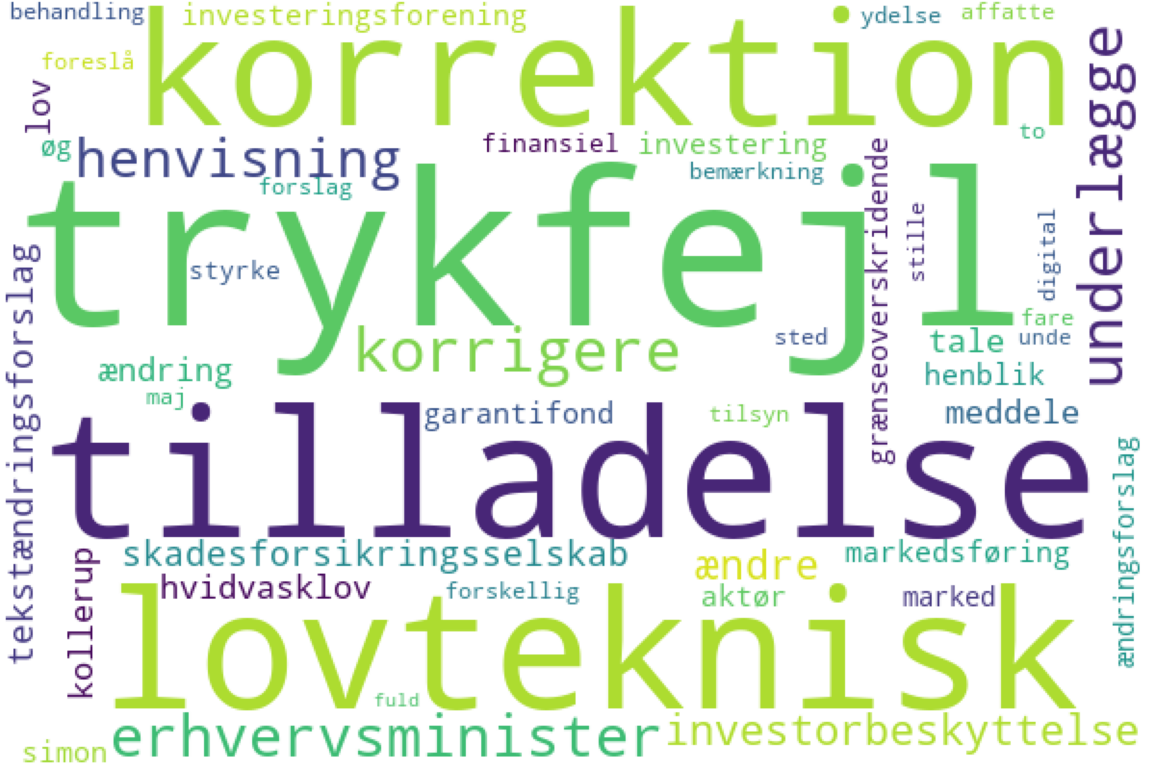 behandling
investeringsforening
ydelse
affatte
korrektion
foreslå
lov
under lægge
to
øg
henvisning
finansiel
investering
bemærkning
grænseoverskridende
forslag
trykfejl
stille
digital
styrke
tekstændringsforslag
korrigere
sted
fare
tale
unde
ændring
henblik
maj
garantifond
tilsyn
meddele
tilladelse
ændringsforslag
skadesforsikringsselskab
ændre
markedsføring
kollerup
hvidvasklov
forskellig
aktør
marked
lovteknisk
fuld
simon
erhvervsminister
investorbeskyttelse